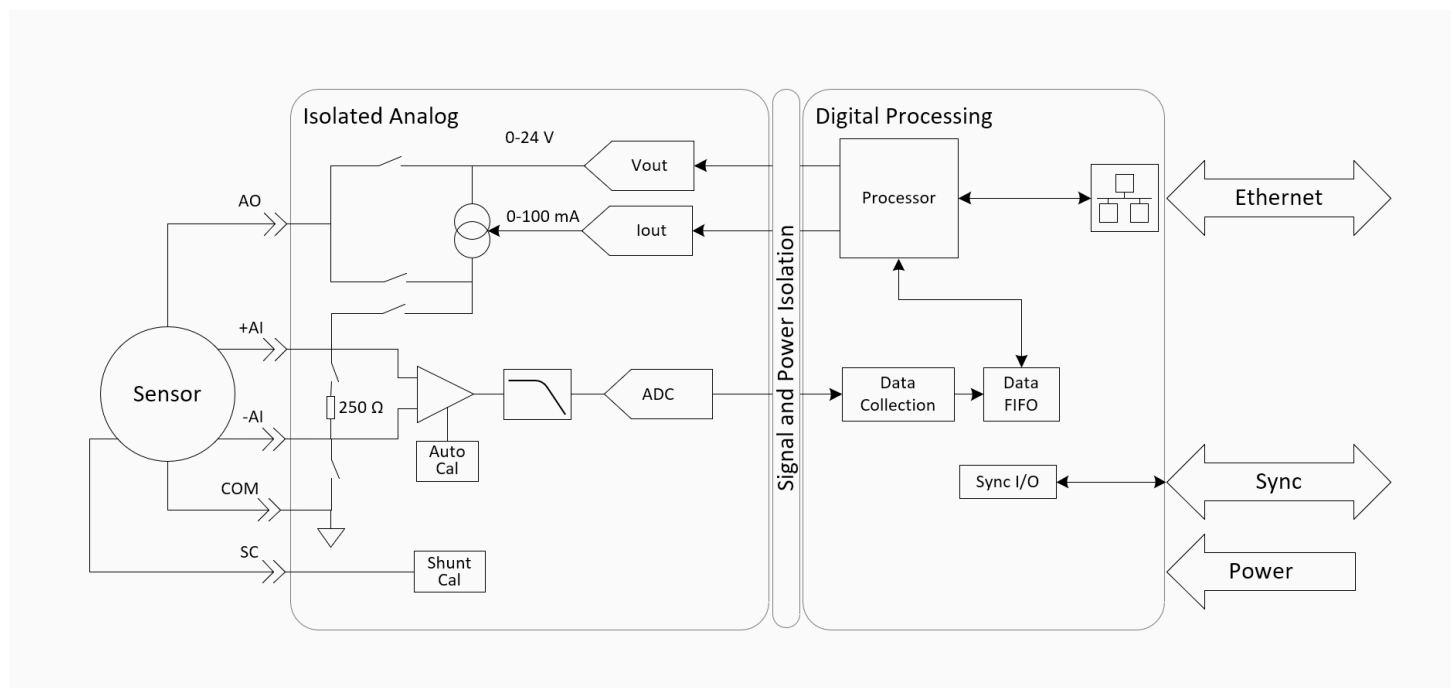 Isolated Analog
Digital Processing
0-24 V
Vout
Processor
Ethernet
AO
0-100 mA
Iout
Signal and Power Isolation
+AI
Sensor
250 Ω
ADC
Data
Collection
Data
FIFO
-AI
Auto
Cal
COM
Sync I/O
Sync
SC
Shunt
Cal
Power